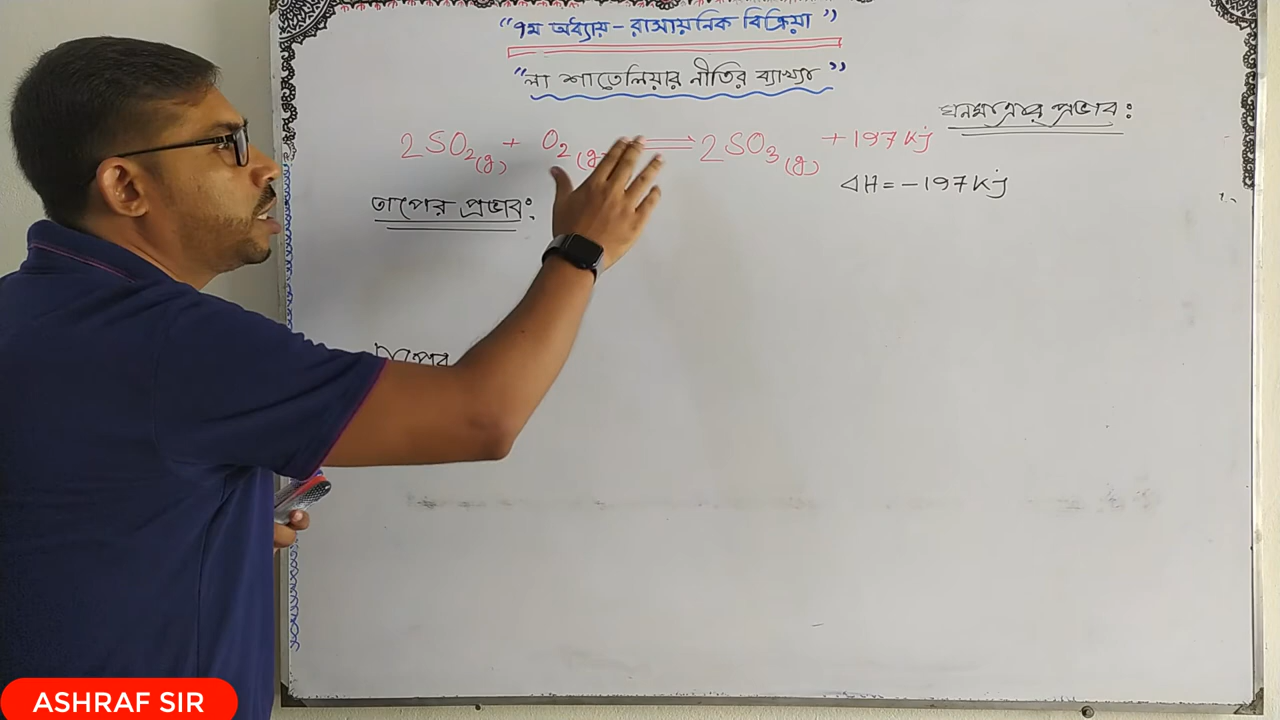 “৭ম অধ্যায় - রাসায়নিক বিক্রিয়া”
“লা শাতেলিয়ার নীতির ব্যাখ্যা”
ঘনমাত্রার প্রভাব:
2SO₂(g) + O₂(g) ⇌ 2SO₃(g) + 197 Kj
ΔH = -197 Kj
তাপের প্রভাব:
ASHRAF SIR